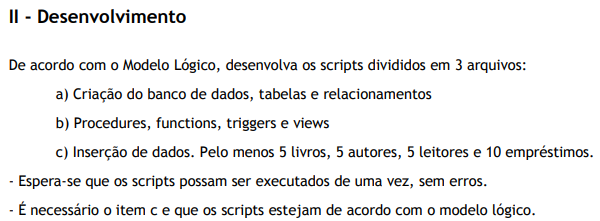 II - Desenvolvimento
De acordo com o Modelo Lógico, desenvolva os scripts divididos em 3 arquivos:
a) Criação do banco de dados, tabelas e relacionamentos
b) Procedures, functions, triggers e views
c) Inserção de dados. Pelo menos 5 livros, 5 autores, 5 leitores e 10 empréstimos.
- Espera-se que os scripts possam ser executados de uma vez, sem erros.
- É necessário o item c e que os scripts estejam de acordo com o modelo lógico.